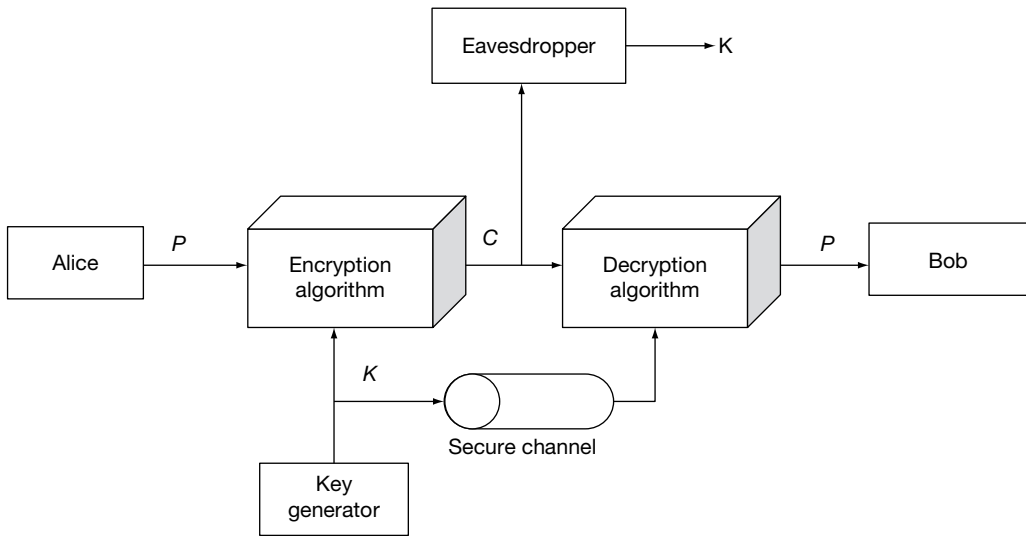 Eavesdropper
K
Alice
P
Encryption
algorithm
C
Decryption
algorithm
P
Bob
K
Secure channel
Key
generator